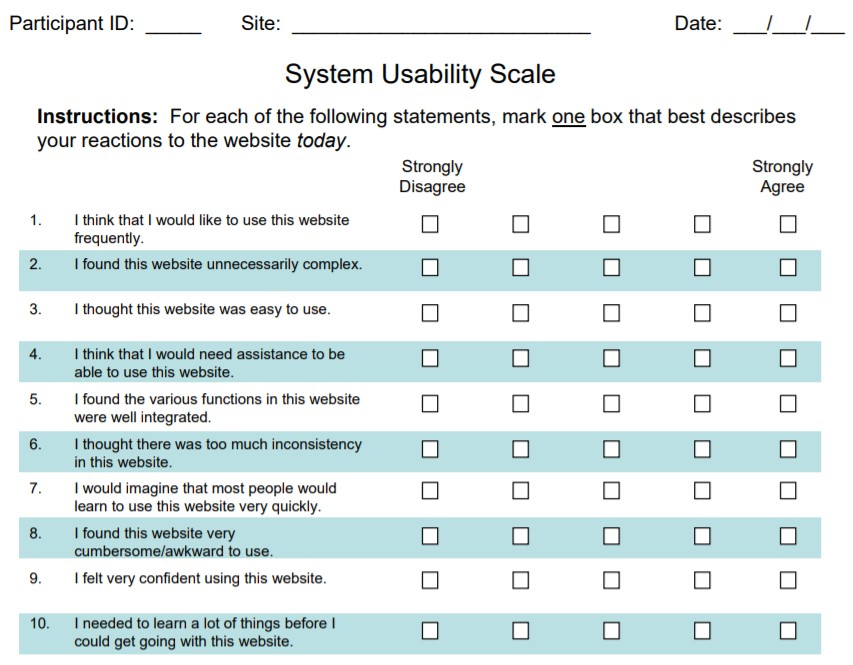 Participant ID: _____ Site: ___________________________ Date: ___/___/___
System Usability Scale
Instructions: For each of the following statements, mark one box that best describes
your reactions to the website today.
Strongly Disagree Strongly Agree
1. I think that I would like to use this website
frequently.
2. I found this website unnecessarily complex.
3. I thought this website was easy to use.
4. I think that I would need assistance to be
able to use this website.
5. I found the various functions in this website
were well integrated.
6. I thought there was too much inconsistency
in this website.
7. I would imagine that most people would
learn to use this website very quickly.
8. I found this website very
cumbersome/awkward to use.
9. I felt very confident using this website.
10. I needed to learn a lot of things before I
could get going with this website.